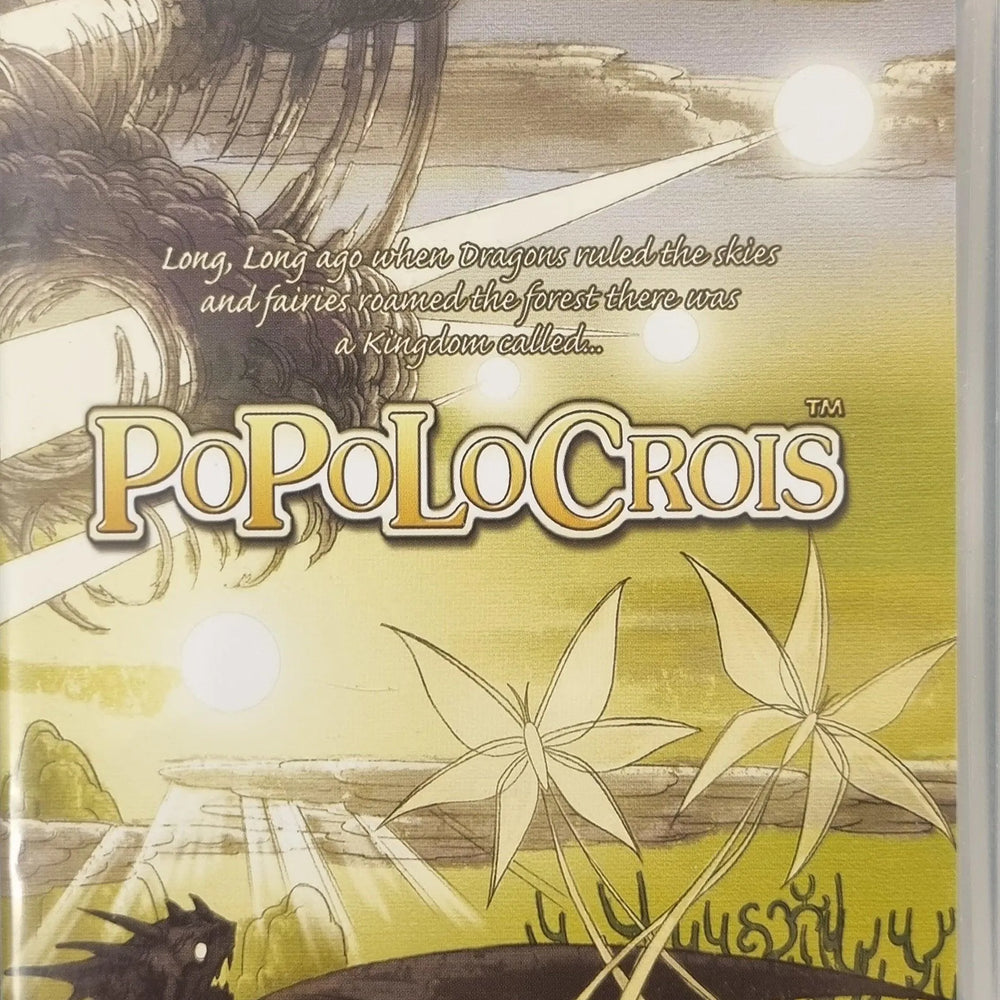 Long, Long ago when Dragons ruled the skies
and fairies roamed the forest there was
a Kingdom called...
PoPoLoCrois™